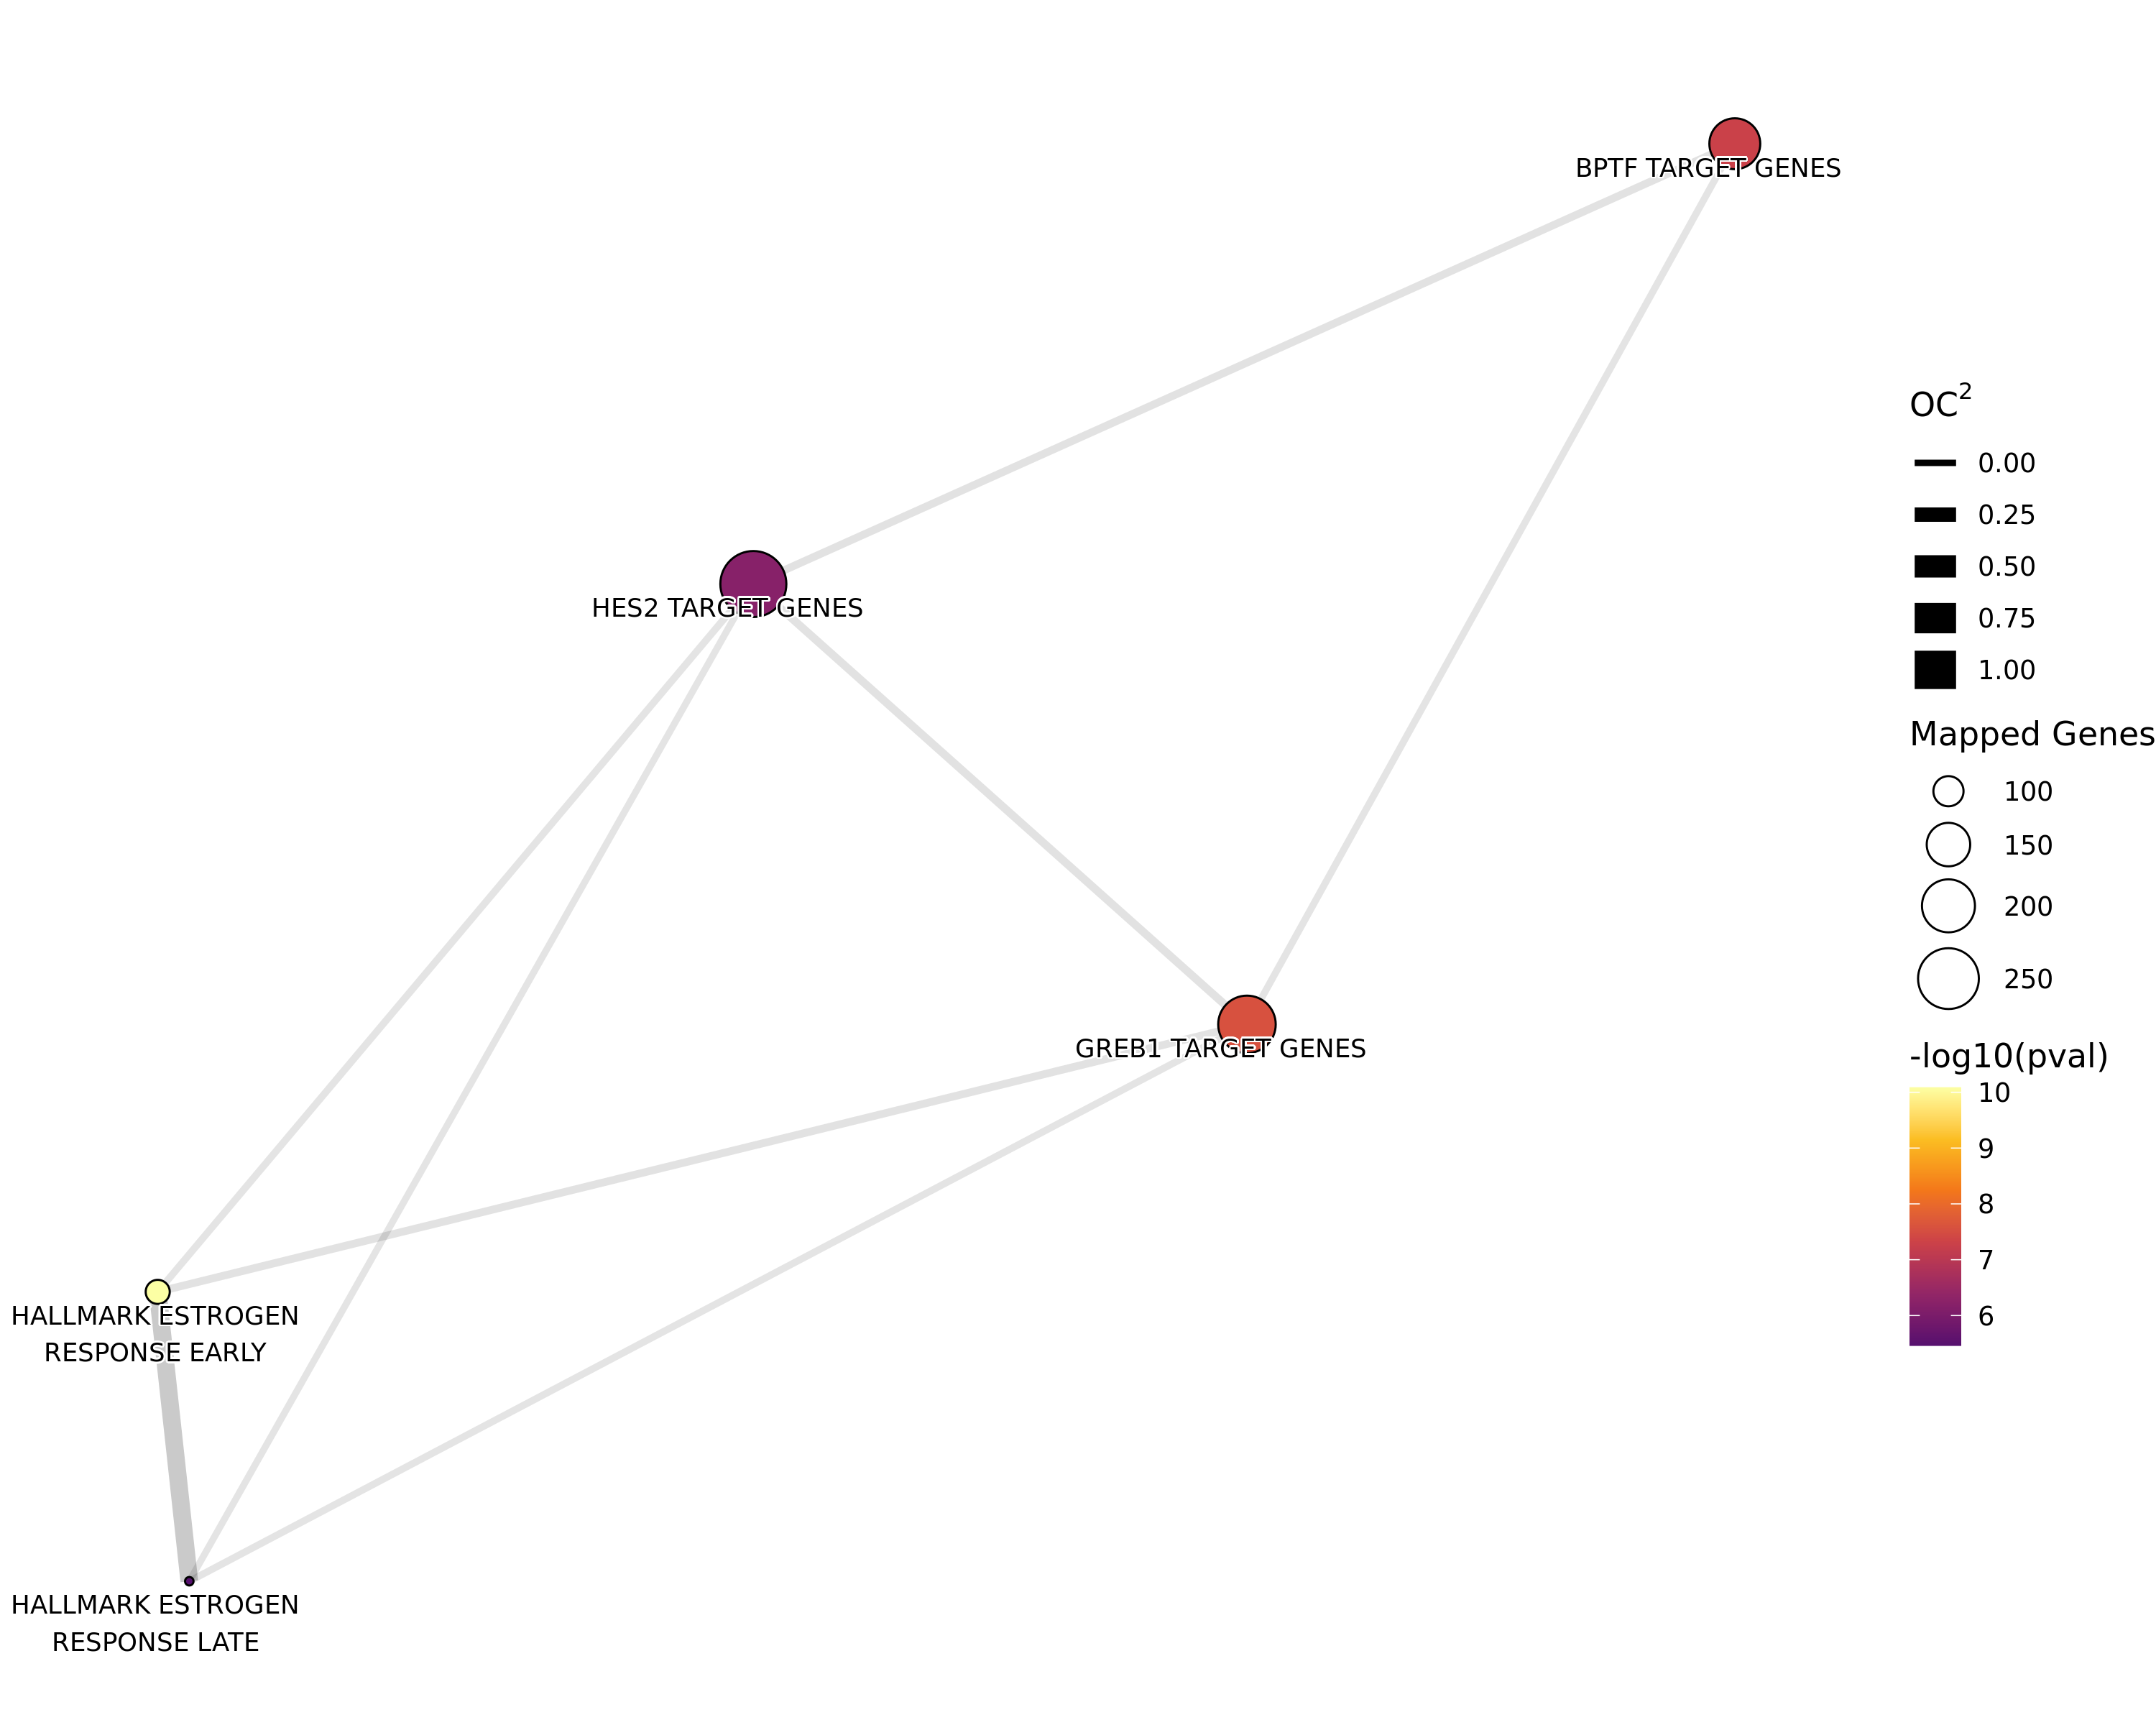 BPTF TARGET GENES
HES2 TARGET GENES
GREB1 TARGET GENES
HALLMARK ESTROGEN
RESPONSE EARLY
HALLMARK ESTROGEN
RESPONSE LATE
OC²
0.00
0.25
0.50
0.75
1.00
Mapped Genes
100
150
200
250
-log10(pval)
10
9
8
7
6